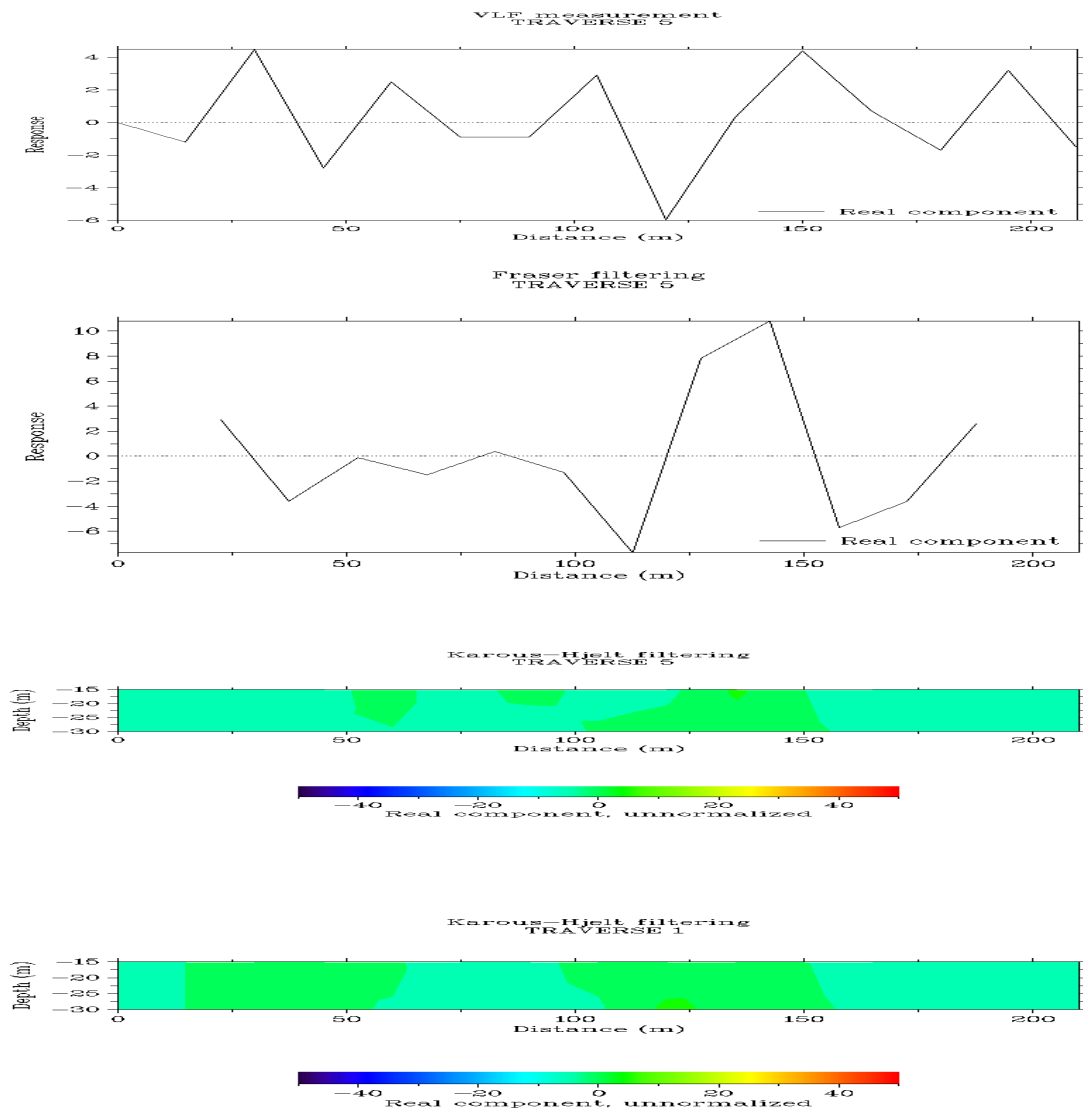 VLF measurement
TRAVERSE 5
4
2
0
−2
−4
−6
Response
0
50
100
150
200
Real component
Distance (m)
Fraser filtering
TRAVERSE 5
10
8
6
4
2
0
−2
−4
−6
Response
0
50
100
150
200
Real component
Distance (m)
Karous−Hjelt filtering
TRAVERSE 5
−15
−20
−25
−30
Depth (m)
0
50
100
150
200
Distance (m)
−40
−20
0
20
40
Real component, unnormalized
Karous−Hjelt filtering
TRAVERSE 1
−15
−20
−25
−30
Depth (m)
0
50
100
150
200
Distance (m)
−40
−20
0
20
40
Real component, unnormalized